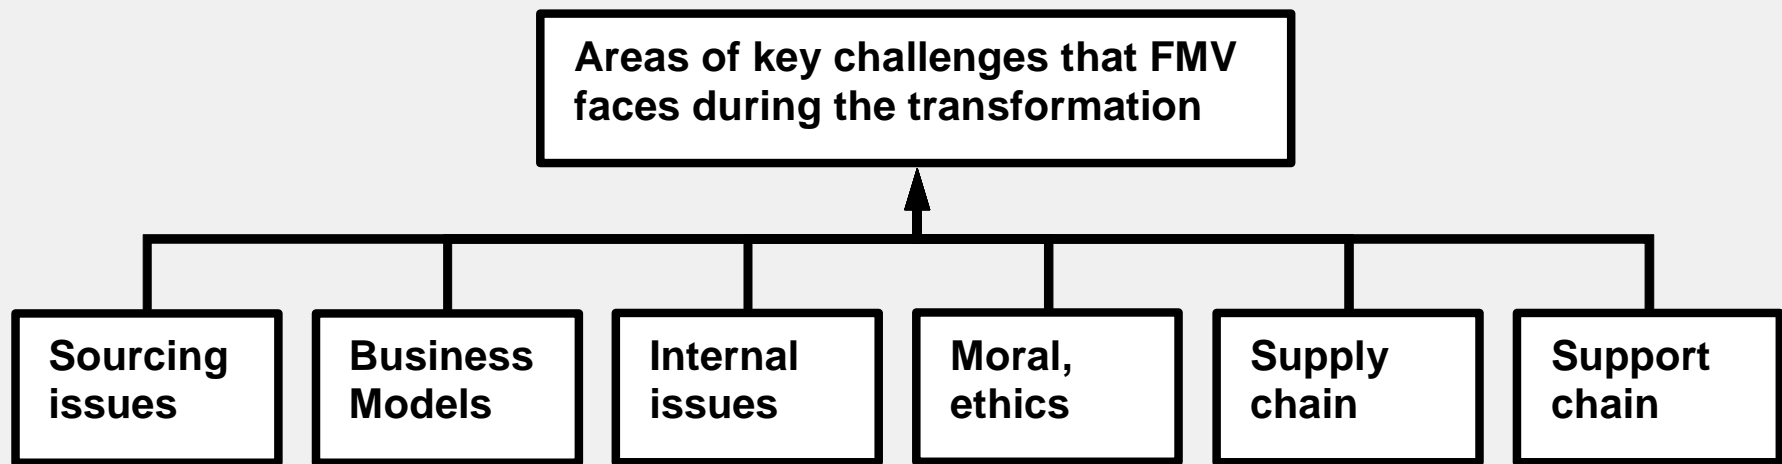 Areas of key challenges that FMV
faces during the transformation
Sourcing
issues
Business
Models
Internal
issues
Moral,
ethics
Supply
chain
Support
chain